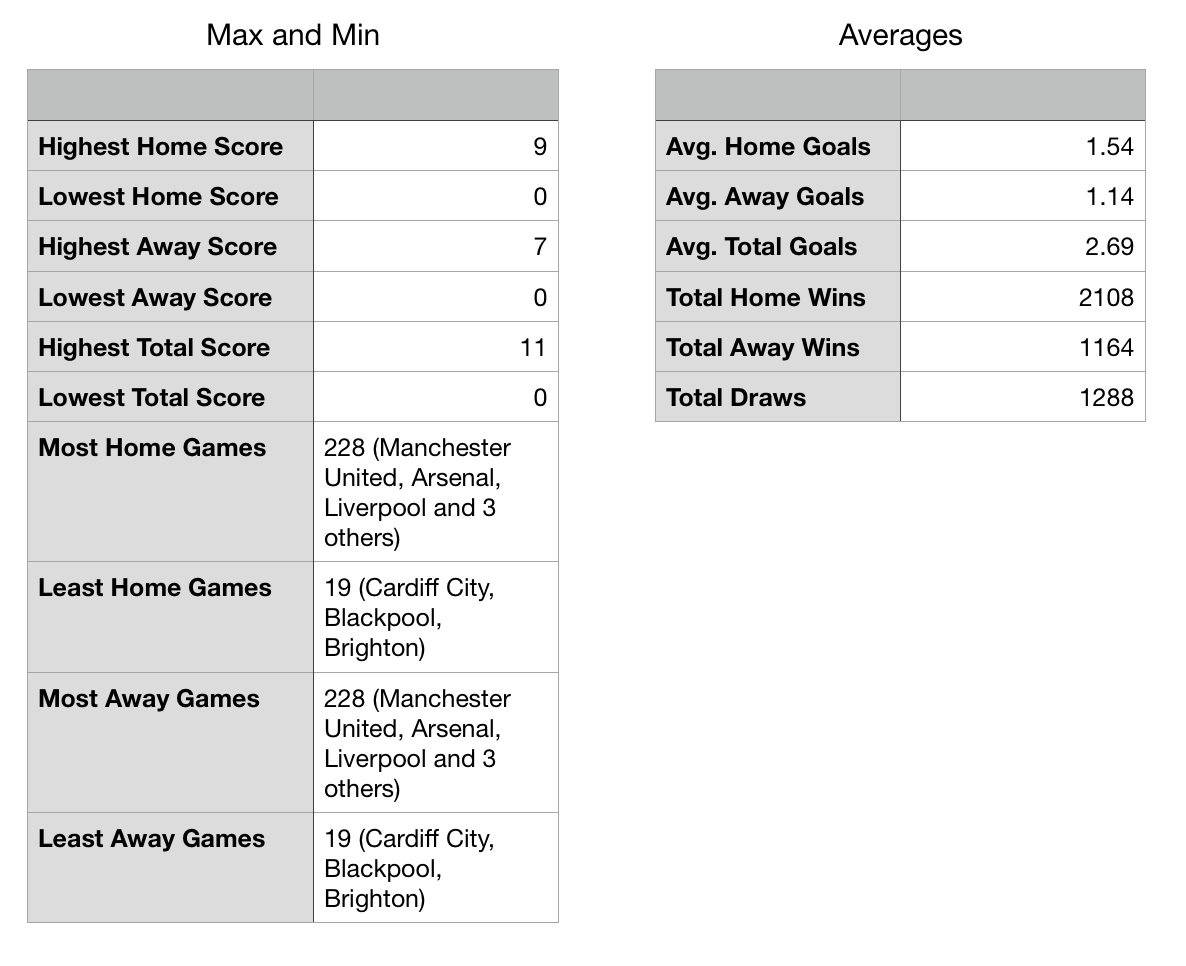 Max and Min
Highest Home Score 9
Lowest Home Score 0
Highest Away Score 7
Lowest Away Score 0
Highest Total Score 11
Lowest Total Score 0
Most Home Games 228 (Manchester
United, Arsenal,
Liverpool and 3
others)
Least Home Games 19 (Cardiff City,
Blackpool,
Brighton)
Most Away Games 228 (Manchester
United, Arsenal,
Liverpool and 3
others)
Least Away Games 19 (Cardiff City,
Blackpool,
Brighton)
Averages
Avg. Home Goals 1.54
Avg. Away Goals 1.14
Avg. Total Goals 2.69
Total Home Wins 2108
Total Away Wins 1164
Total Draws 1288